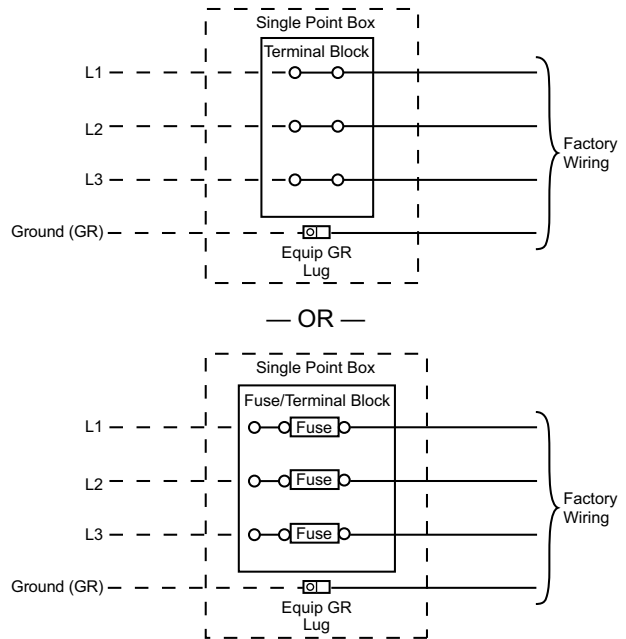 Single Point Box
Terminal Block
L1
L2
L3
Factory
Wiring
Ground (GR)
Equip GR
Lug
— OR —
Single Point Box
Fuse/Terminal Block
L1
Fuse
L2
Fuse
L3
Fuse
Factory
Wiring
Ground (GR)
Equip GR
Lug